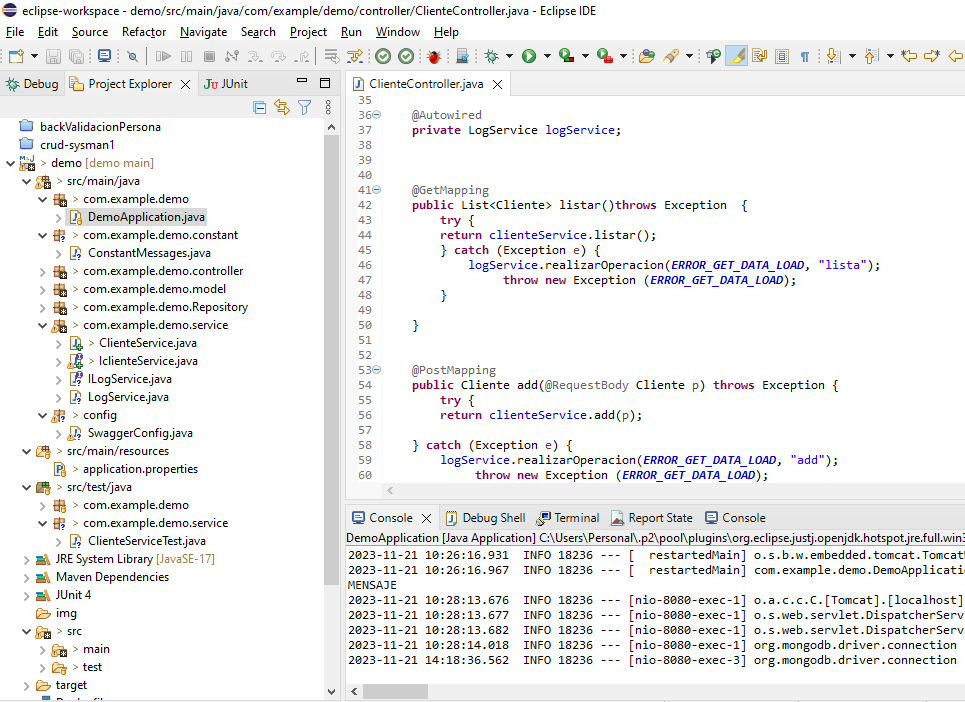 eclipse-workspace - demo/src/main/java/com/example/demo/controller/ClienteController.java - Eclipse IDE
File Edit Source Refactor Navigate Search Project Run Window Help
Debug Project Explorer JUnit
backValidacionPersona
crud-sysman1
> demo [demo main]
> src/main/java
> com.example.demo
DemoApplication.java
> com.example.demo.constant
ConstantMessages.java
> com.example.demo.controller
> com.example.demo.model
> com.example.demo.Repository
> com.example.demo.service
> ClienteService.java
> IclienteService.java
ILogService.java
LogService.java
> config
SwaggerConfig.java
> src/main/resources
> application.properties
> src/test/java
> com.example.demo
> com.example.demo.service
ClienteServiceTest.java
JRE System Library [JavaSE-17]
Maven Dependencies
JUnit 4
img
> src
> main
> test
target
ClienteController.java
35
36 @Autowired
37 private LogService logService;
38
39
40
41 @GetMapping
42 public List<Cliente> listar()throws Exception  {
43 try {
44 return clienteService.listar();
45 } catch (Exception e) {
46 logService.realizarOperacion(ERROR_GET_DATA_LOAD, "lista");
47 throw new Exception (ERROR_GET_DATA_LOAD);
48 }
49
50 }
51
52
53 @PostMapping
54 public Cliente add(@RequestBody Cliente p) throws Exception {
55 try {
56 return clienteService.add(p);
57
58 } catch (Exception e) {
59 logService.realizarOperacion(ERROR_GET_DATA_LOAD, "add");
60 throw new Exception (ERROR_GET_DATA_LOAD);
Console Debug Shell Terminal Report State Console
DemoApplication [Java Application] C:\Users\Personal\.p2\pool\plugins\org.eclipse.justj.openjdk.hotspot.jre.full.win3
2023-11-21 10:26:16.931  INFO 18236 --- [  restartedMain] o.s.b.w.embedded.tomcat.Tomcat
2023-11-21 10:26:16.967  INFO 18236 --- [  restartedMain] com.example.demo.DemoApplicatio
MENSAJE
2023-11-21 10:28:13.676  INFO 18236 --- [nio-8080-exec-1] o.a.c.c.C.[Tomcat].[localhost]
2023-11-21 10:28:13.677  INFO 18236 --- [nio-8080-exec-1] o.s.web.servlet.DispatcherServ
2023-11-21 10:28:13.682  INFO 18236 --- [nio-8080-exec-1] o.s.web.servlet.DispatcherServ
2023-11-21 10:28:14.018  INFO 18236 --- [nio-8080-exec-1] org.mongodb.driver.connection
2023-11-21 14:18:36.562  INFO 18236 --- [nio-8080-exec-3] org.mongodb.driver.connection